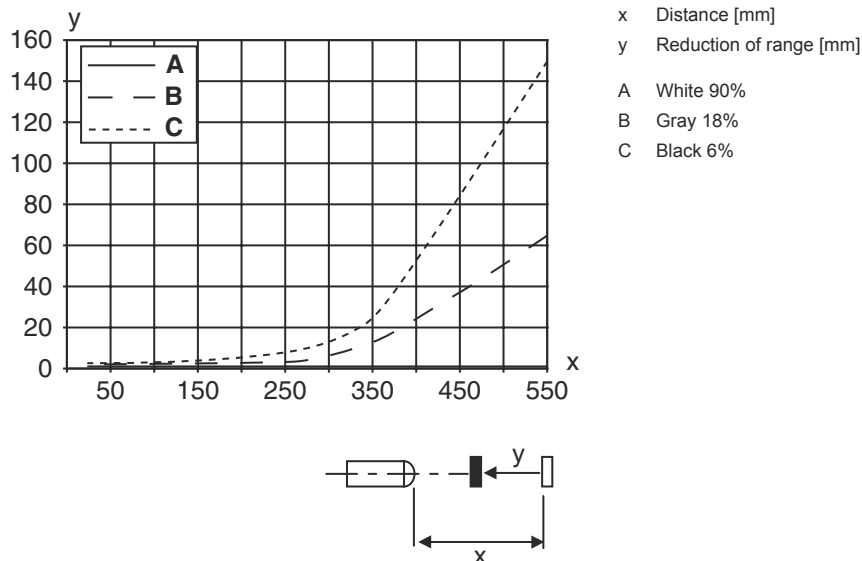 y
160
140
120
100
80
60
40
20
0
A
B
C
50 150 250 350 450 550
x
x Distance [mm]
y Reduction of range [mm]
A White 90%
B Gray 18%
C Black 6%
y
x